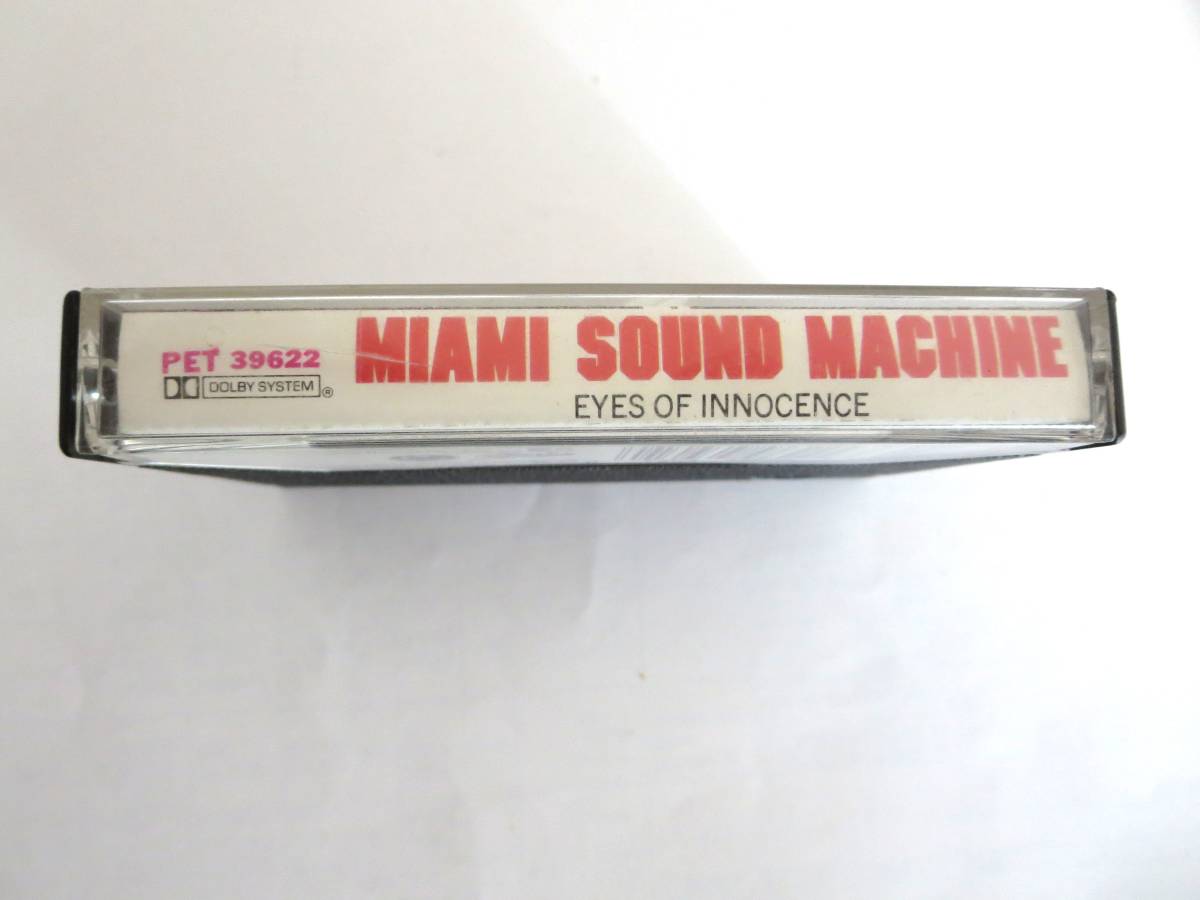 PET 39622
DOLBY SYSTEM ®
MIAMI SOUND MACHINE
EYES OF INNOCENCE